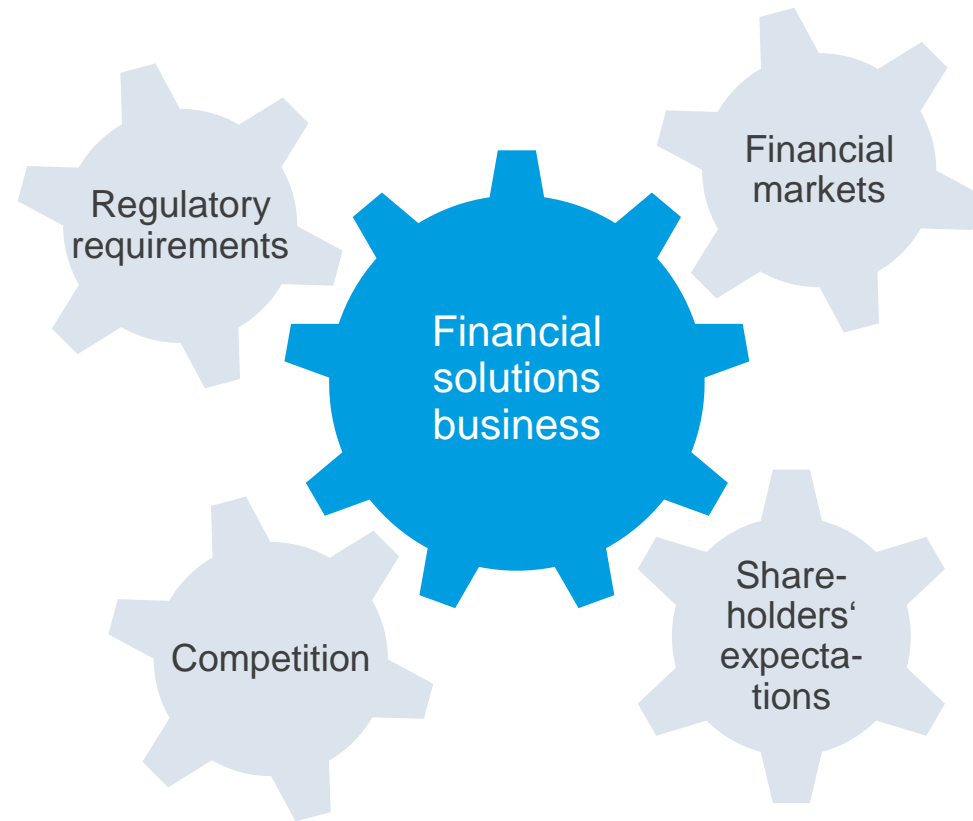 Regulatory
requirements
Financial
markets
Financial
solutions
business
Competition
Share-
holders‘
expecta-
tions